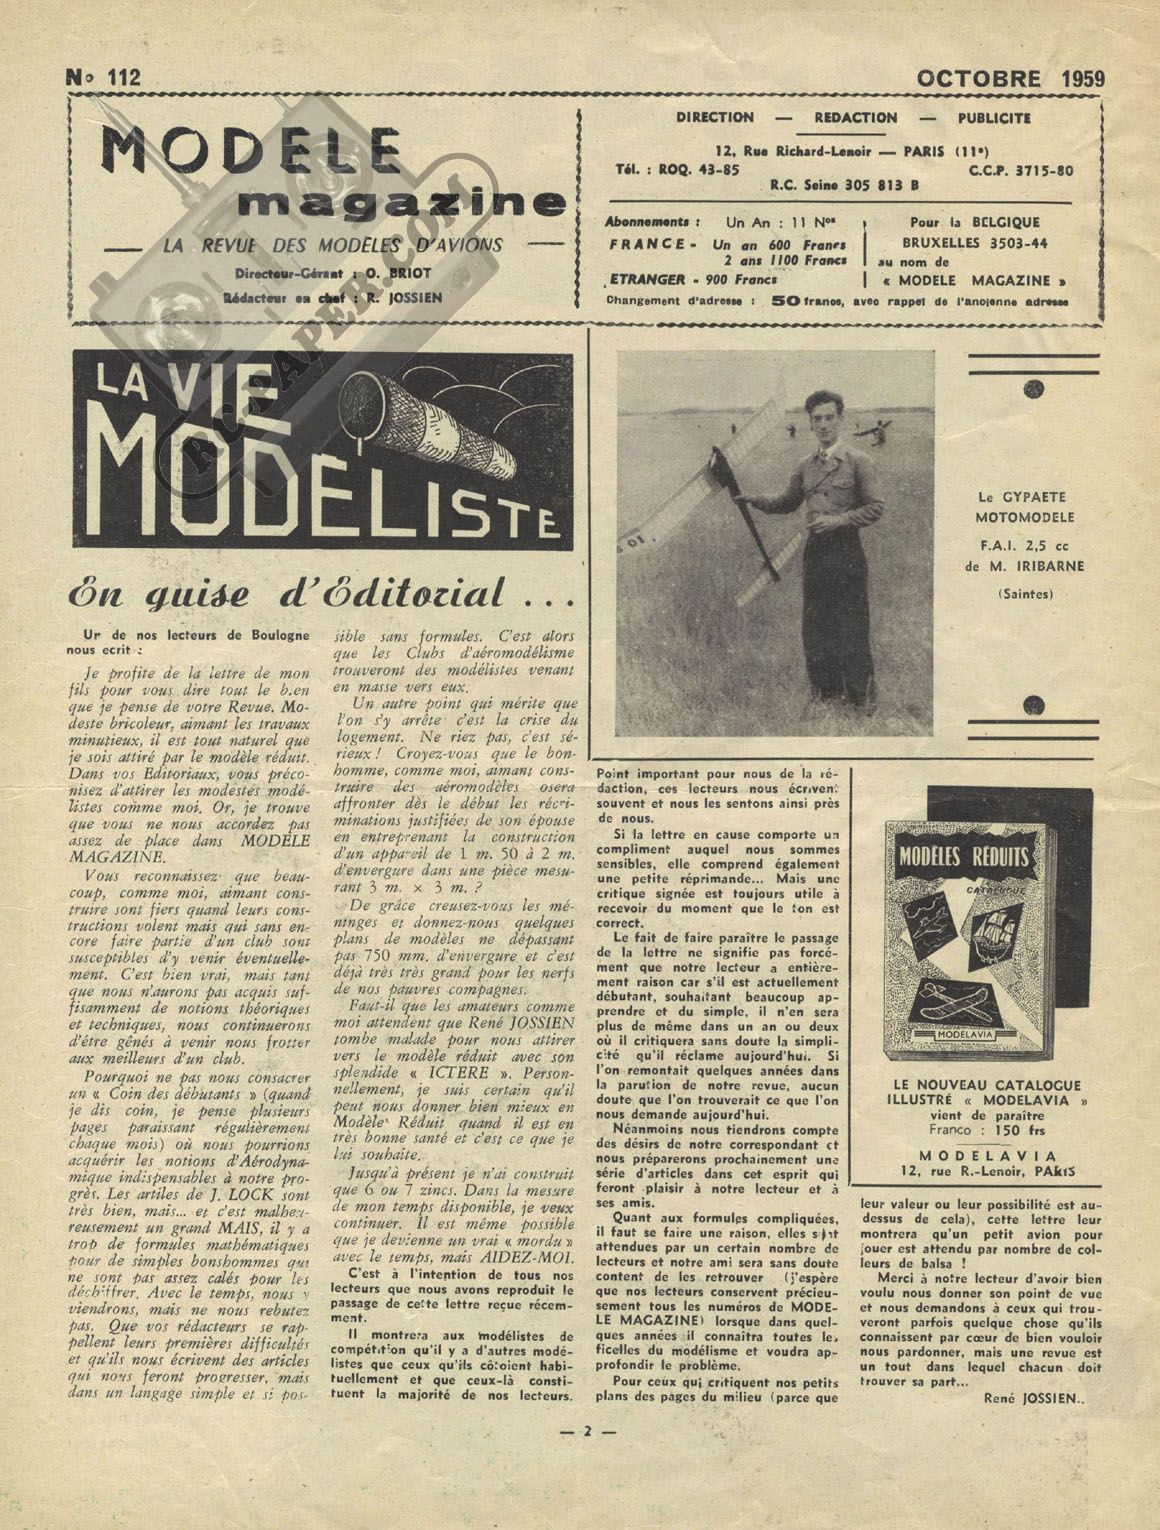 No 112
OCTOBRE 1959
MODELE
magazine
LA REVUE DES MODELES D'AVIONS
Directeur-Gérant : O. BRIOT
Rédacteur en chef : R. JOSSIEN
DIRECTION — REDACTION — PUBLICITE
12, Rue Richard-Lenoir — PARIS (11e)
Tél. : ROQ. 43-85
C.C.P. 3715-80
R.C. Seine 305 813 B
Abonnements : Un An : 11 Nos
FRANCE - Un an 600 Francs
2 ans 1100 Francs
ETRANGER - 900 Francs
Pour la BELGIQUE
BRUXELLES 3503-44
au nom de
« MODELE MAGAZINE »
Changement d'adresse : 50 francs, avec rappel de l'ancienne adresse
RCPAPER.COM
LA VIE
MODELISTE
En guise d'Editorial ...
Un de nos lecteurs de Boulogne
nous ecrit :
Je profite de la lettre de mon
fils pour vous dire tout le bien
que je pense de votre Revue. Mo-
deste bricoleur, aimant les travaux
minutieux, il est tout naturel que
je sois attiré par le modèle réduit.
Dans vos Editoriaux, vous préco-
nisez d'attirer les modestes modé-
listes comme moi. Or, je trouve
que vous ne nous accordez pas
assez de place dans MODELE
MAGAZINE.
Vous reconnaissez que beau-
coup, comme moi, aimant cons-
truire sont fiers quand leurs cons-
tructions volent mais qui sans en-
core faire partie d'un club sont
susceptibles d'y venir éventuelle-
ment. C'est bien vrai, mais tant
que nous n'aurons pas acquis suf-
fisamment de notions théoriques
et techniques, nous continuerons
d'être gênés à venir nous frotter
aux meilleurs d'un club.
Pourquoi ne pas nous consacrer
un « Coin des débutants » (quand
je dis coin, je pense plusieurs
pages paraissant régulièrement
chaque mois) où nous pourrions
acquérir les notions d'Aérodyna-
mique indispensables à notre pro-
grès. Les artiles de J. LOCK sont
très bien, mais... et c'est malheu-
reusement un grand MAIS, il y a
trop de formules mathématiques
pour de simples bonshommes qui
ne sont pas assez calés pour les
déchiffrer. Avec le temps, nous y
viendrons, mais ne nous rebutez
pas. Que vos rédacteurs se rap-
pellent leurs premières difficultés
et qu'ils nous écrivent des articles
qui nous feront progresser, mais
dans un langage simple et si pos-
sible sans formules. C'est alors
que les Clubs d'aéromodélisme
trouveront des modélistes venant
en masse vers eux.
Un autre point qui mérite que
l'on s'y arrête c'est la crise du
logement. Ne riez pas, c'est sé-
rieux ! Croyez-vous que le bon-
homme, comme moi, aimant cons-
truire des aéromodèles osera
affronter dès le début les récri-
minations justifiées de son épouse
en entreprenant la construction
d'un appareil de 1 m. 50 à 2 m.
d'envergure dans une pièce mesu-
rant 3 m. × 3 m. ?
De grâce creusez-vous les mé-
ninges et donnez-nous quelques
plans de modèles ne dépassant
pas 750 mm. d'envergure et c'est
déjà très très grand pour les nerfs
de nos pauvres compagnes.
Faut-il que les amateurs comme
moi attendent que René JOSSIEN
tombe malade pour nous attirer
vers le modèle réduit avec son
splendide « ICTERE ». Person-
nellement, je suis certain qu'il
peut nous donner bien mieux en
Modèle Réduit quand il est en
très bonne santé et c'est ce que je
lui souhaite.
Jusqu'à présent je n'ai construit
que 6 ou 7 zincs. Dans la mesure
de mon temps disponible, je veux
continuer. Il est même possible
que je devienne un vrai « mordu »
avec le temps, mais AIDEZ-MOI.
C'est à l'intention de tous nos
lecteurs que nous avons reproduit le
passage de cette lettre reçue récem-
ment.
Il montrera aux modélistes de
compétition qu'il y a d'autres modé-
listes que ceux qu'ils côtoient habi-
tuellement et que ceux-là consti-
tuent la majorité de nos lecteurs.
Le GYPAETE
MOTOMODELE
F.A.I. 2,5 cc
de M. IRIBARNE
(Saintes)
Point important pour nous de la ré-
daction, ces lecteurs nous écrivent
souvent et nous les sentons ainsi près
de nous.
Si la lettre en cause comporte un
compliment auquel nous sommes
sensibles, elle comprend également
une petite réprimande... Mais une
critique signée est toujours utile à
recevoir du moment que le ton est
correct.
Le fait de faire paraître le passage
de la lettre ne signifie pas forcé-
ment que notre lecteur a entière-
ment raison car s'il est actuellement
débutant, souhaitant beaucoup ap-
prendre et du simple, il n'en sera
plus de même dans un an ou deux
où il critiquera sans doute la simpli-
cité qu'il réclame aujourd'hui. Si
l'on remontait quelques années dans
la parution de notre revue, aucun
doute que l'on trouverait ce que l'on
nous demande aujourd'hui.
Néanmoins nous tiendrons compte
des désirs de notre correspondant et
nous préparerons prochainement une
série d'articles dans cet esprit qui
feront plaisir à notre lecteur et à
ses amis.
Quant aux formules compliquées,
il faut se faire une raison, elles sont
attendues par un certain nombre de
lecteurs et notre ami sera sans doute
content de les retrouver (j'espère
que nos lecteurs conservent précieu-
sement tous les numéros de MODE-
LE MAGAZINE) lorsque dans quel-
ques années il connaîtra toutes les
ficelles du modélisme et voudra ap-
profondir le problème.
Pour ceux qui critiquent nos petits
plans des pages du milieu (parce que
MODELES REDUITS
CATALOGUE
MODELAVIA
LE NOUVEAU CATALOGUE
ILLUSTRÉ « MODELAVIA »
vient de paraître
Franco : 150 frs
MODELAVIA
12, rue R.-Lenoir, PARIS
leur valeur ou leur possibilité est au-
dessus de cela), cette lettre leur
montrera qu'un petit avion pour
jouer est attendu par nombre de col-
leurs de balsa !
Merci à notre lecteur d'avoir bien
voulu nous donner son point de vue
et nous demandons à ceux qui trou-
veront parfois quelque chose qu'ils
connaissent par cœur de bien vouloir
nous pardonner, mais une revue est
un tout dans lequel chacun doit
trouver sa part...
René JOSSIEN..
— 2 —